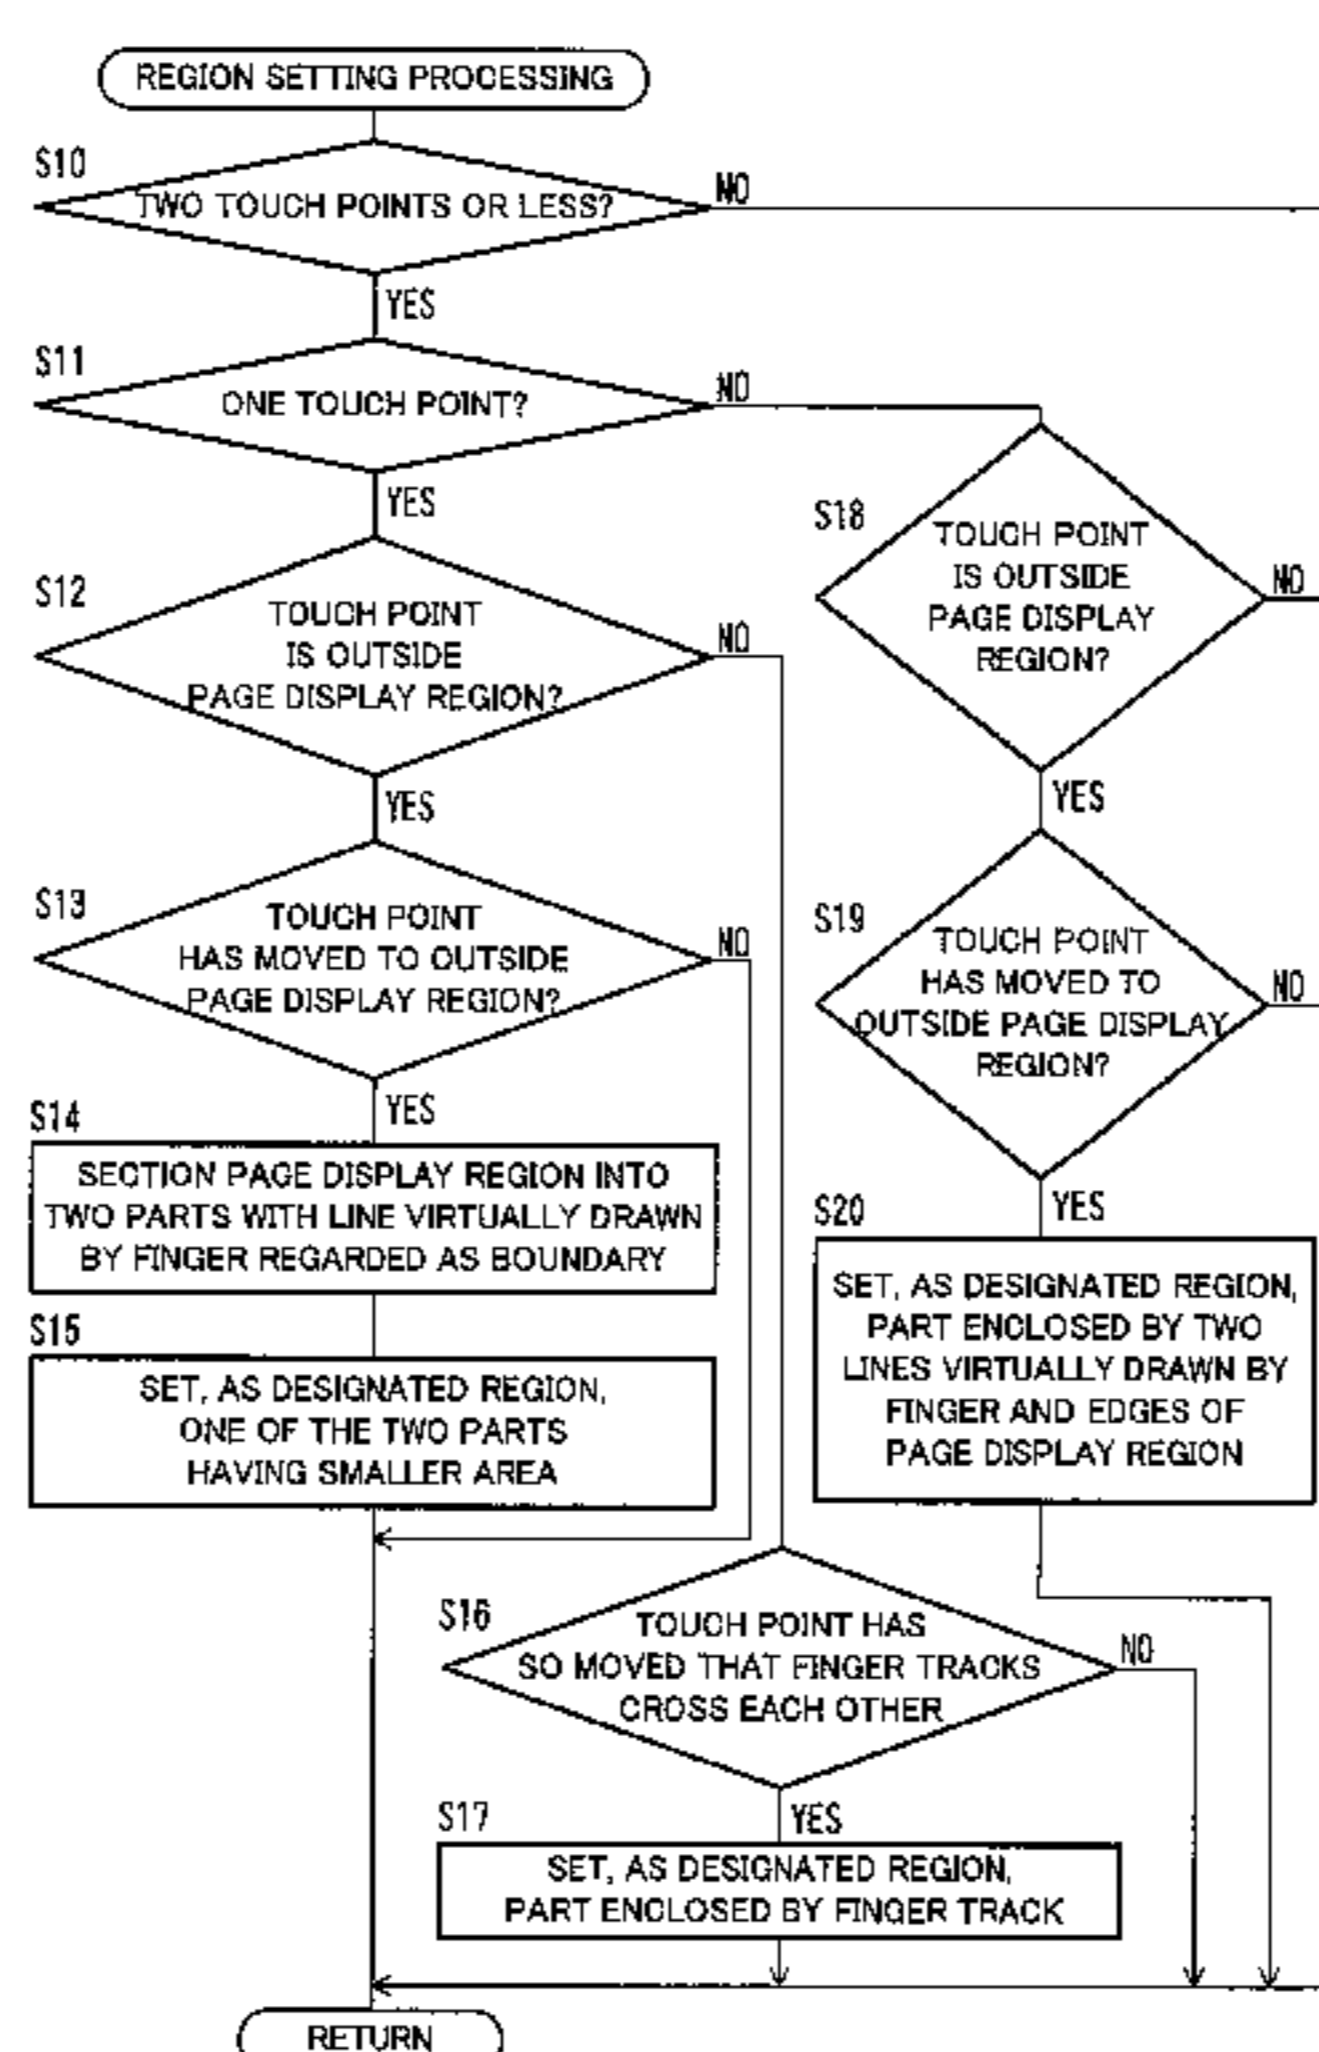 REGION SETTING PROCESSING
S10
TWO TOUCH POINTS OR LESS?
NO
YES
S11
ONE TOUCH POINT?
NO
YES
S12
TOUCH POINT
IS OUTSIDE
PAGE DISPLAY REGION?
NO
YES
S13
TOUCH POINT
HAS MOVED TO OUTSIDE
PAGE DISPLAY REGION?
NO
YES
S14
SECTION PAGE DISPLAY REGION INTO
TWO PARTS WITH LINE VIRTUALLY DRAWN
BY FINGER REGARDED AS BOUNDARY
S15
SET, AS DESIGNATED REGION,
ONE OF THE TWO PARTS
HAVING SMALLER AREA
S18
TOUCH POINT
IS OUTSIDE
PAGE DISPLAY
REGION?
NO
YES
S19
TOUCH POINT
HAS MOVED TO
OUTSIDE PAGE DISPLAY
REGION?
NO
YES
S20
SET, AS DESIGNATED REGION,
PART ENCLOSED BY TWO
LINES VIRTUALLY DRAWN BY
FINGER AND EDGES OF
PAGE DISPLAY REGION
S16
TOUCH POINT HAS
SO MOVED THAT FINGER TRACKS
CROSS EACH OTHER
NO
YES
S17
SET, AS DESIGNATED REGION,
PART ENCLOSED BY FINGER TRACK
RETURN